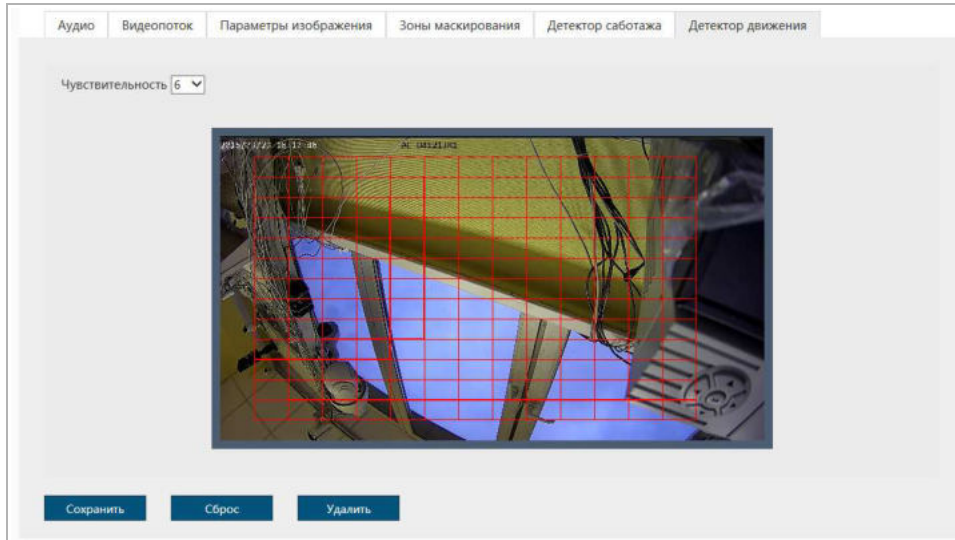 Аудио
Видеопоток
Параметры изображения
Зоны маскирования
Детектор саботажа
Детектор движения
Чувствительность 6
Сохранить
Сброс
Удалить